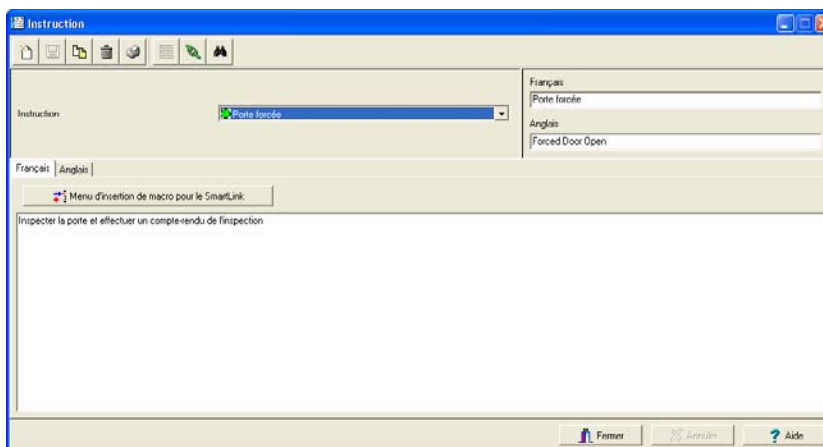 Instruction
Français
Porte forcée
Instruction
Porte forcée
Anglais
Forced Door Open
Français Anglais
Menu d'insertion de macro pour le SmartLink
Inspecter la porte et effectuer un compte-rendu de l'inspection
Fermer Annuler ? Aide